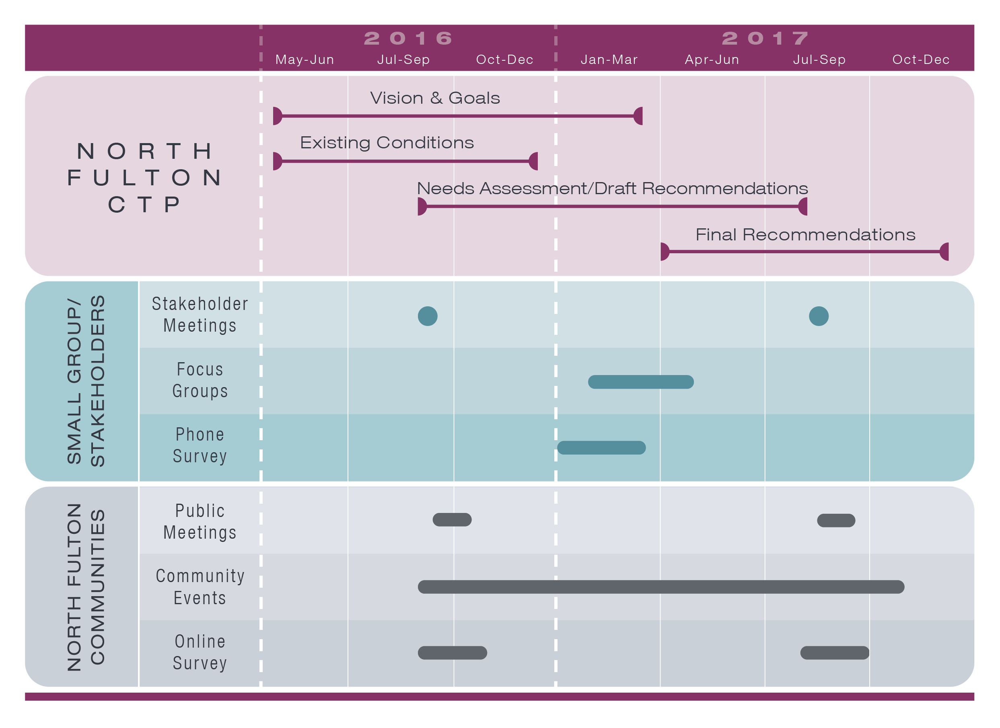 2016
2017
May-Jun
Jul-Sep
Oct-Dec
Jan-Mar
Apr-Jun
Jul-Sep
Oct-Dec
NORTH
FULTON
CTP
Vision & Goals
Existing Conditions
Needs Assessment/Draft Recommendations
Final Recommendations
SMALL GROUP/
STAKEHOLDERS
Stakeholder
Meetings
Focus
Groups
Phone
Survey
NORTH FULTON
COMMUNITIES
Public
Meetings
Community
Events
Online
Survey